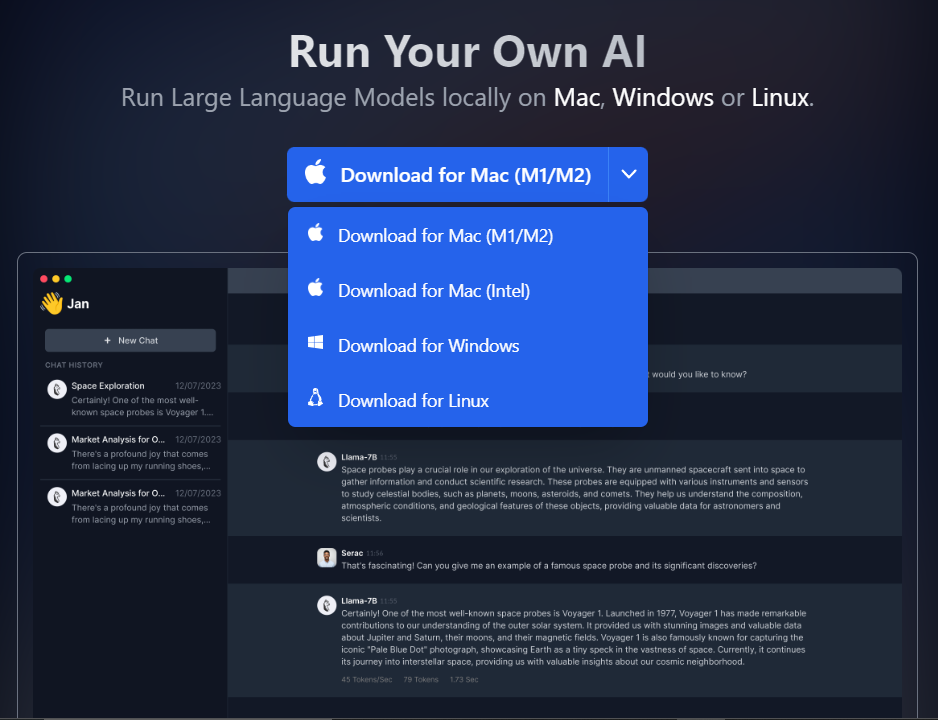 Run Your Own AI
Run Large Language Models locally on Mac, Windows or Linux.
Download for Mac (M1/M2)
Download for Mac (M1/M2)
Download for Mac (Intel)
Download for Windows
Download for Linux
Jan
+ New Chat
CHAT HISTORY
Space Exploration 12/07/2023
Certainly! One of the most well-
known space probes is Voyager 1....
Market Analysis for O... 12/07/2023
There's a profound joy that comes
from lacing up my running shoes,...
Market Analysis for O... 12/07/2023
There's a profound joy that comes
from lacing up my running shoes,...
would you like to know?
Llama-7B 11:55
Space probes play a crucial role in our exploration of the universe. They are unmanned spacecraft sent into space to
gather information and conduct scientific research. These probes are equipped with various instruments and sensors
to study celestial bodies, such as planets, moons, asteroids, and comets. They help us understand the composition,
atmospheric conditions, and geological features of these objects, providing valuable data for astronomers and
scientists.
Serac 11:56
That's fascinating! Can you give me an example of a famous space probe and its significant discoveries?
Llama-7B 11:55
Certainly! One of the most well-known space probes is Voyager 1. Launched in 1977, Voyager 1 has made remarkable
contributions to our understanding of the outer solar system. It provided us with stunning images and valuable data
about Jupiter and Saturn, their moons, and their magnetic fields. Voyager 1 is also famously known for capturing the
iconic "Pale Blue Dot" photograph, showcasing Earth as a tiny speck in the vastness of space. Currently, it continues
its journey into interstellar space, providing us with valuable insights about our cosmic neighborhood.
45 Tokens/Sec 79 Tokens 1.73 Sec